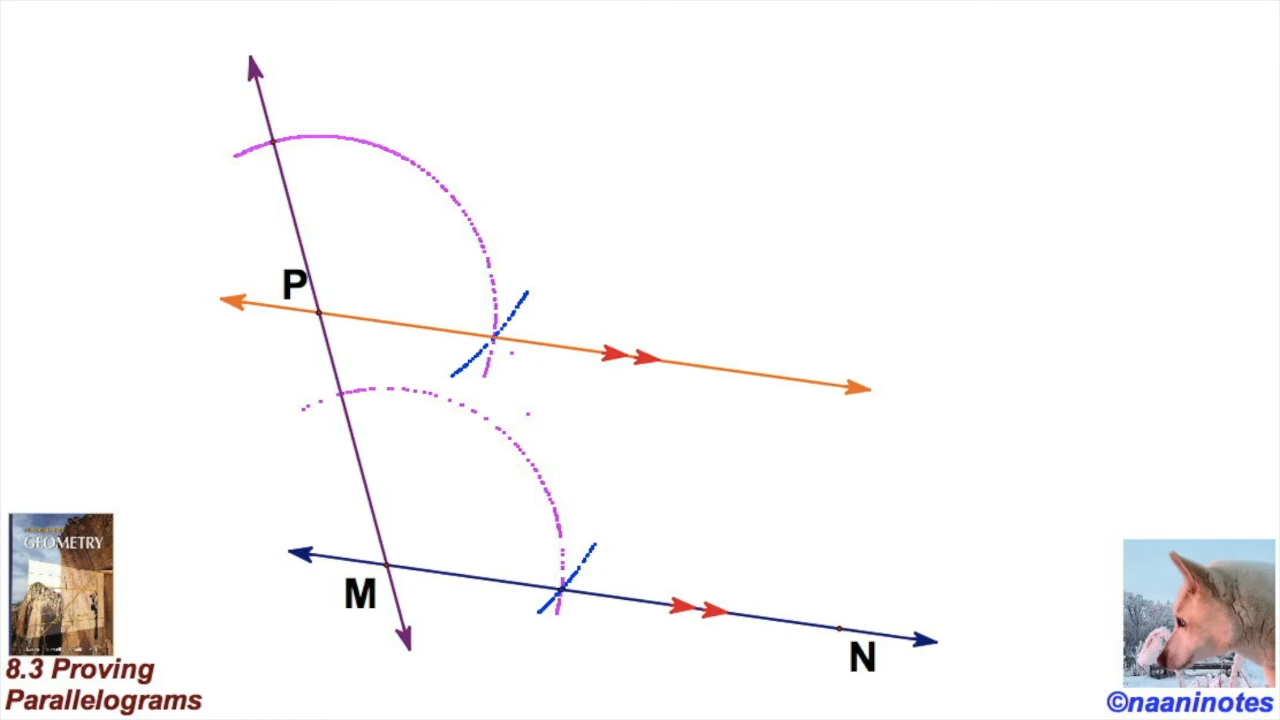 P
M
N
GEOMETRY
8.3 Proving
Parallelograms
©naaninotes